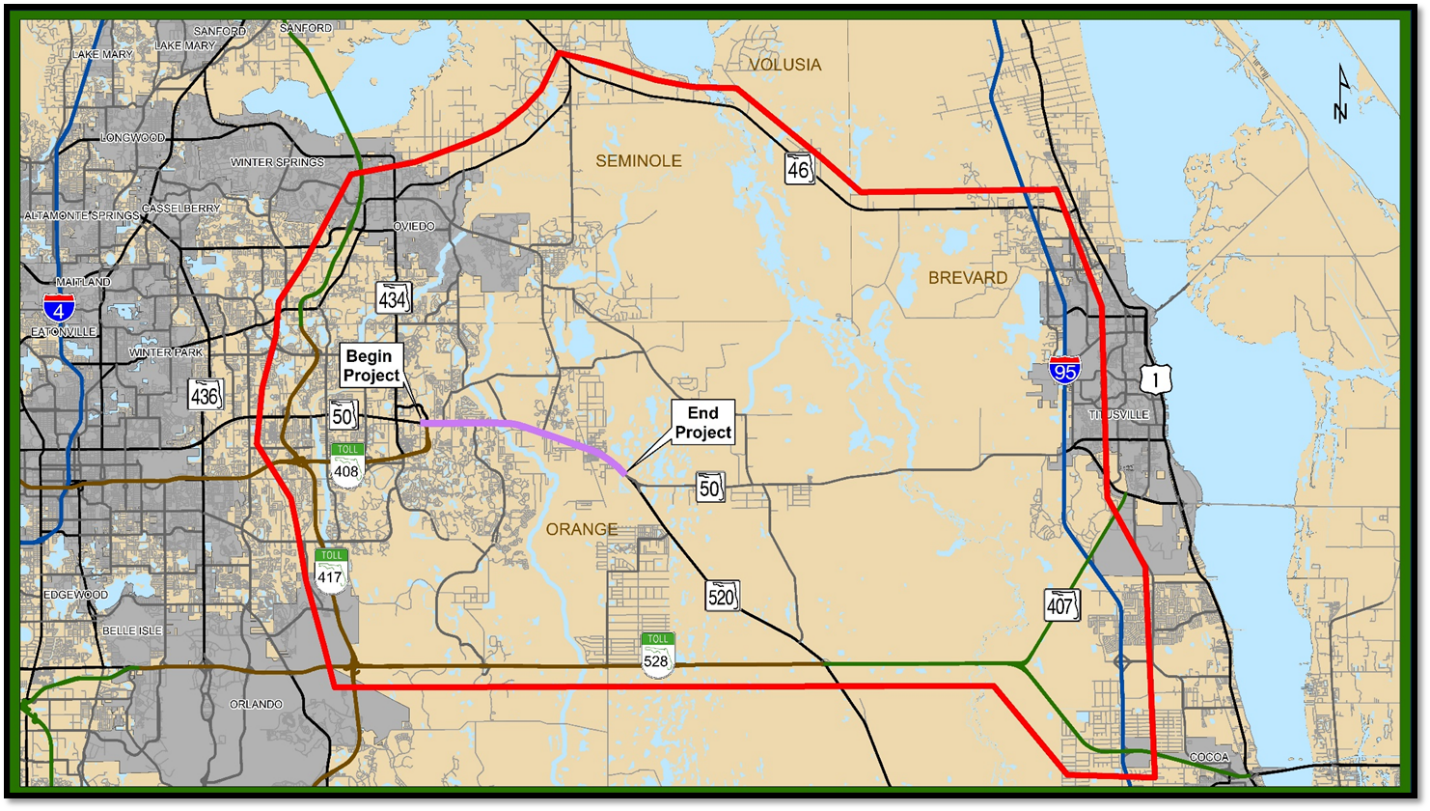 SANFORD
SANFORD
LAKE MARY
LAKE MARY
VOLUSIA
LONGWOOD
WINTER SPRINGS
SEMINOLE
46
CASSELBERRY
ALTAMONTE SPRINGS
OVIEDO
BREVARD
MAITLAND
434
4
EATONVILLE
WINTER PARK
Begin
Project
95
1
436
50
End
Project
TITUSVILLE
TOLL
408
50
ORANGE
TOLL
417
EDGEWOOD
520
407
BELLE ISLE
TOLL
528
ORLANDO
COCOA
N